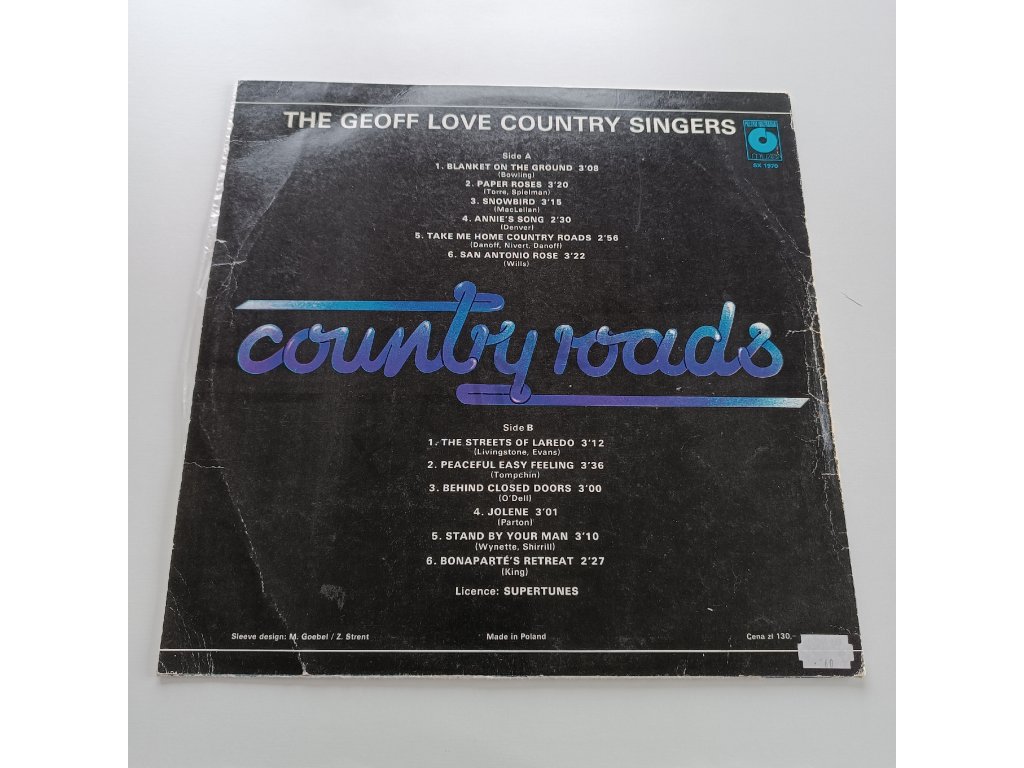 THE GEOFF LOVE COUNTRY SINGERS
SX 1970
Side A
1. BLANKET ON THE GROUND 3'08
(Bowling)
2. PAPER ROSES 3'20
(Torre, Spielman)
3. SNOWBIRD 3'15
(MacLellan)
4. ANNIE'S SONG 2'30
(Denver)
5. TAKE ME HOME COUNTRY ROADS 2'56
(Danoff, Nivert, Danoff)
6. SAN ANTONIO ROSE 3'22
(Wills)
country roads
Side B
1. THE STREETS OF LAREDO 3'12
(Livingstone, Evans)
2. PEACEFUL EASY FEELING 3'36
(Tompchin)
3. BEHIND CLOSED DOORS 3'00
(O'Dell)
4. JOLENE 3'01
(Parton)
5. STAND BY YOUR MAN 3'10
(Wynette, Shirrill)
6. BONAPARTÉ'S RETREAT 2'27
(King)
Licence: SUPERTUNES
Sleeve design: M. Goebel / Z. Strent
Made in Poland
Cena zł 130,-